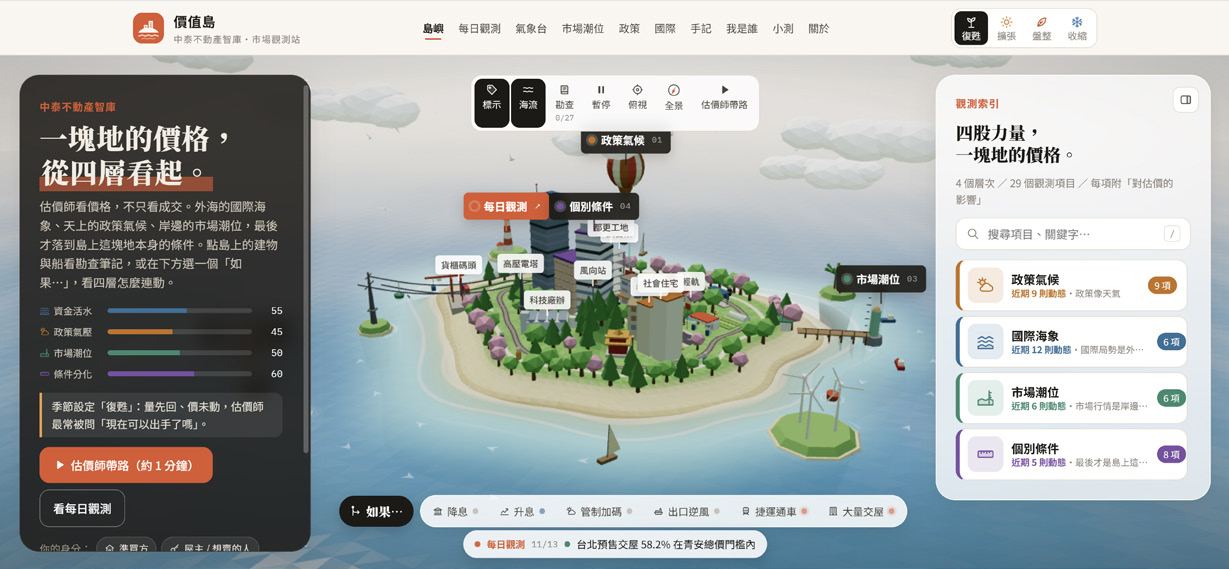 價值島
中泰不動產智庫・市場觀測站
島嶼
每日觀測
氣象台
市場潮位
政策
國際
手記
我是誰
小測
關於
復甦
擴張
盤整
收縮
中泰不動產智庫
一塊地的價格，
從四層看起。
估價師看價格，不只看成交。外海的國際海
象、天上的政策氣候、岸邊的市場潮位，最後
才落到島上這塊地本身的條件。點島上的建物
與船看勘查筆記，或在下方選一個「如
果⋯」，看四層怎麼連動。
資金活水 55
政策氣壓 45
市場潮位 50
條件分化 60
季節設定「復甦」：量先回、價未動，估價師
最常被問「現在可以出手了嗎」。
估價師帶路（約 1 分鐘）
看每日觀測
你的身分：
準買方
屋主 / 想賣的人
標示
海流
勘查
0/27
暫停
俯視
全景
估價師帶路
政策氣候 01
每日觀測 ↗
個別條件 04
都更工地
貨櫃碼頭
高壓電塔
風向站
社會住宅
輕軌
科技廠辦
市場潮位 03
如果⋯
降息
升息
管制加碼
出口逆風
捷運通車
大量交屋
每日觀測 11/13 台北預售交屋 58.2% 在青安總價門檻內
觀測索引
四股力量，
一塊地的價格。
4 個層次 ／ 29 個觀測項目 ／ 每項附「對估價的
影響」
搜尋項目、關鍵字⋯
/
政策氣候
近期 9 則動態・政策像天氣
9 項
國際海象
近期 12 則動態・國際局勢是外⋯
6 項
市場潮位
近期 6 則動態・市場行情是岸邊⋯
6 項
個別條件
近期 5 則動態・最後才是島上這⋯
8 項